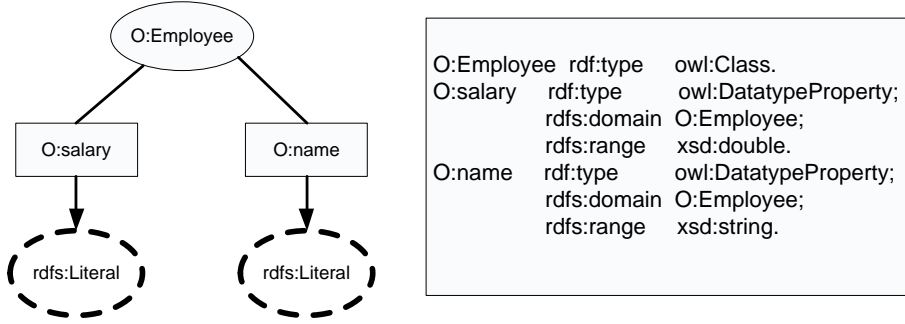 O:Employee
O:salary
O:name
rdfs:Literal
rdfs:Literal
O:Employee rdf:type owl:Class.
O:salary rdf:type owl:DatatypeProperty;
rdfs:domain O:Employee;
rdfs:range xsd:double.
O:name rdf:type owl:DatatypeProperty;
rdfs:domain O:Employee;
rdfs:range xsd:string.